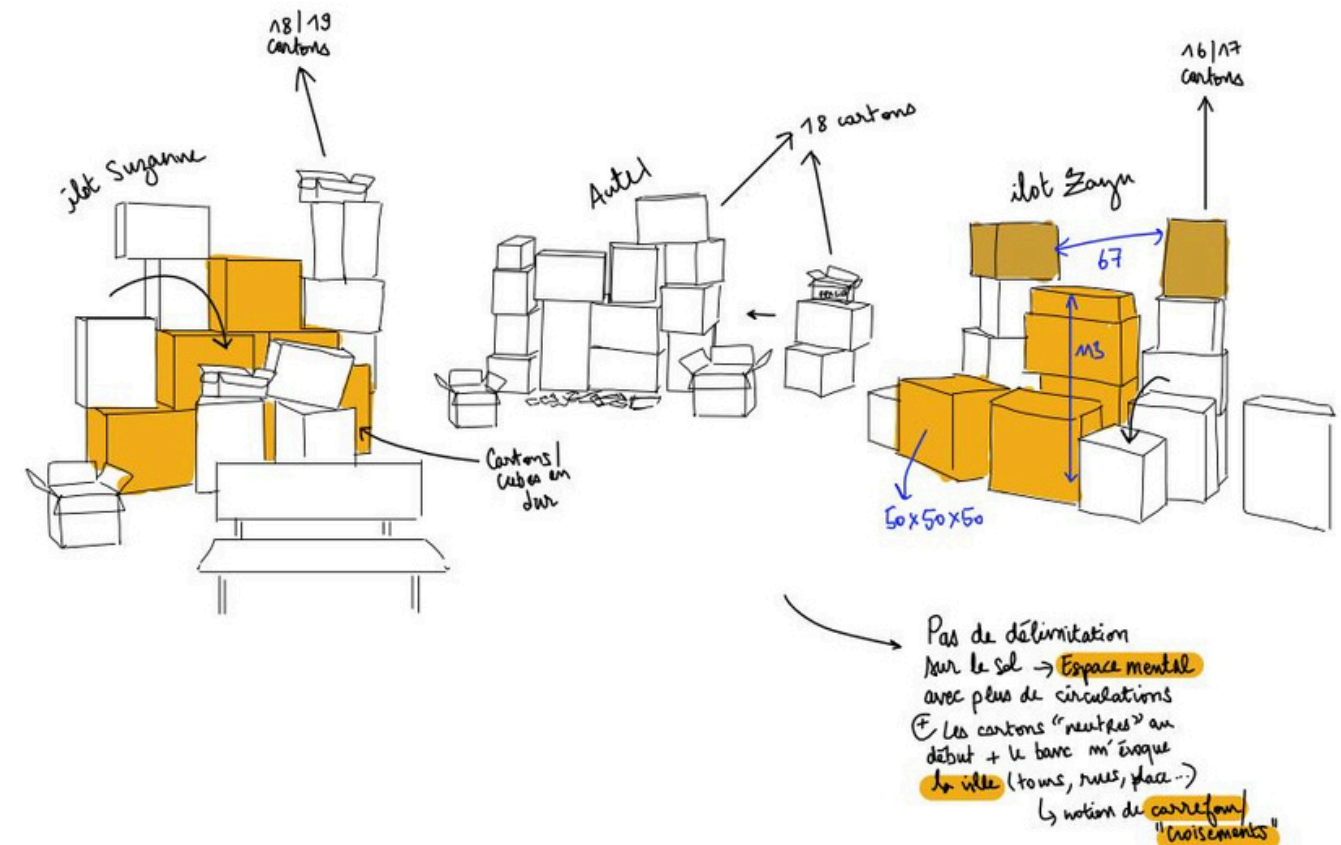 18/19
cartons
ilot Suzanne
Autel
18 cartons
16/17
cartons
ilot Zayn
67
113
50x50x50
Cartons/
cubes en
dur
Pas de délimitation
sur le sol → Espace mental
avec plus de circulations
+ Les cartons "neutres" au
début + le banc m'évoque
la ville (tours, rues, place...)
↳ notion de carrefour/
"croisements"